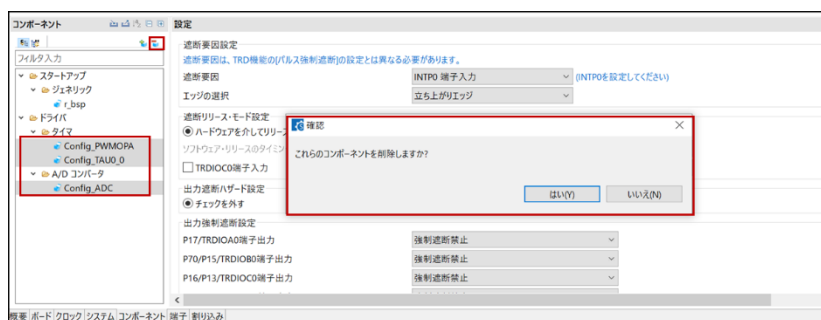 コンポーネント
設定
フィルタ入力
スタートアップ
ジェネリック
r_bsp
ドライバ
タイマ
Config_PWMOPA
Config_TAU0_0
A/D コンバータ
Config_ADC
遮断要因設定
遮断要因は、TRD機能の[パルス強制遮断]の設定とは異なる必要があります。
遮断要因 INTP0 端子入力 (INTP0を設定してください)
エッジの選択 立ち上がりエッジ
遮断リリース・モード設定
ハードウェアを介してリリース
ソフトウェア・リリースのタイミン
TRDIOC0端子入力
確認
これらのコンポーネントを削除しますか?
はい(Y) いいえ(N)
出力遮断ハザード設定
チェックを外す
出力強制遮断設定
P17/TRDIOA0端子出力 強制遮断禁止
P70/P15/TRDIOB0端子出力 強制遮断禁止
P16/P13/TRDIOC0端子出力 強制遮断禁止
概要 ボード クロック システム コンポーネント 端子 割り込み